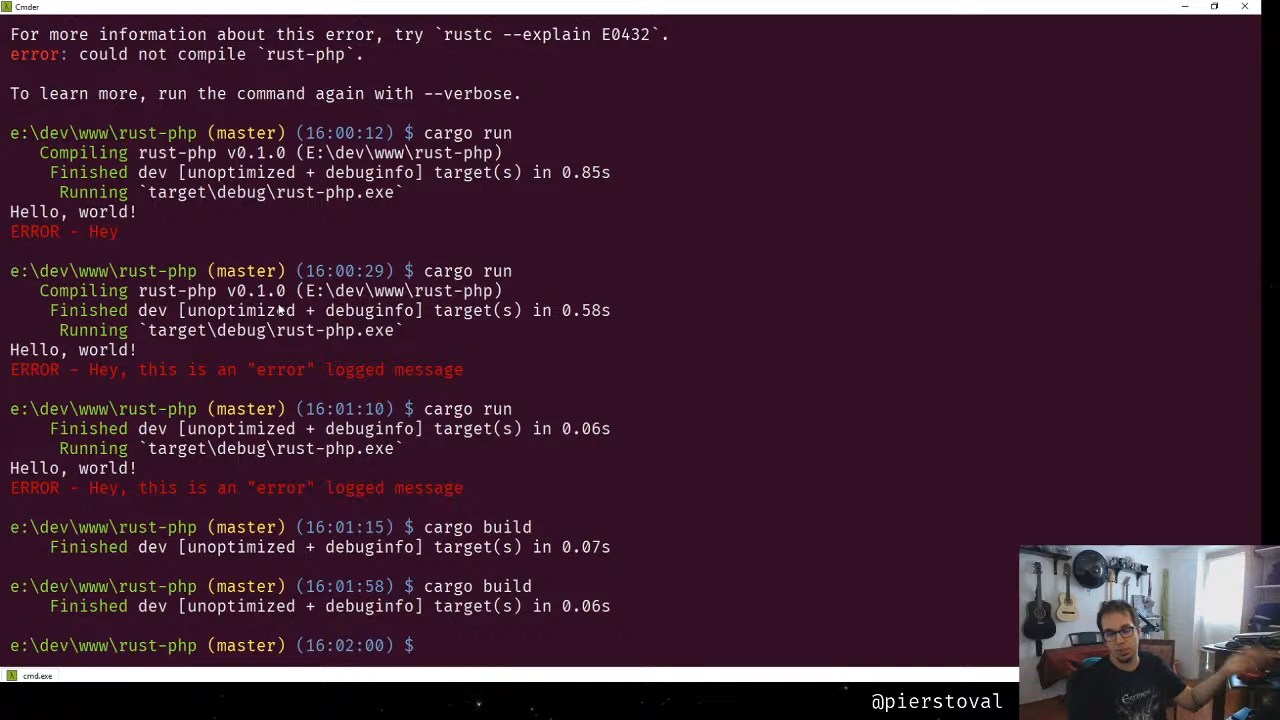 Cmder
For more information about this error, try `rustc --explain E0432`.
error: could not compile `rust-php`.
To learn more, run the command again with --verbose.
e:\dev\www\rust-php (master) (16:00:12) $ cargo run
Compiling rust-php v0.1.0 (E:\dev\www\rust-php)
Finished dev [unoptimized + debuginfo] target(s) in 0.85s
Running `target\debug\rust-php.exe`
Hello, world!
ERROR - Hey
e:\dev\www\rust-php (master) (16:00:29) $ cargo run
Compiling rust-php v0.1.0 (E:\dev\www\rust-php)
Finished dev [unoptimized + debuginfo] target(s) in 0.58s
Running `target\debug\rust-php.exe`
Hello, world!
ERROR - Hey, this is an "error" logged message
e:\dev\www\rust-php (master) (16:01:10) $ cargo run
Finished dev [unoptimized + debuginfo] target(s) in 0.06s
Running `target\debug\rust-php.exe`
Hello, world!
ERROR - Hey, this is an "error" logged message
e:\dev\www\rust-php (master) (16:01:15) $ cargo build
Finished dev [unoptimized + debuginfo] target(s) in 0.07s
e:\dev\www\rust-php (master) (16:01:58) $ cargo build
Finished dev [unoptimized + debuginfo] target(s) in 0.06s
e:\dev\www\rust-php (master) (16:02:00) $
cmd.exe
@pierstoval